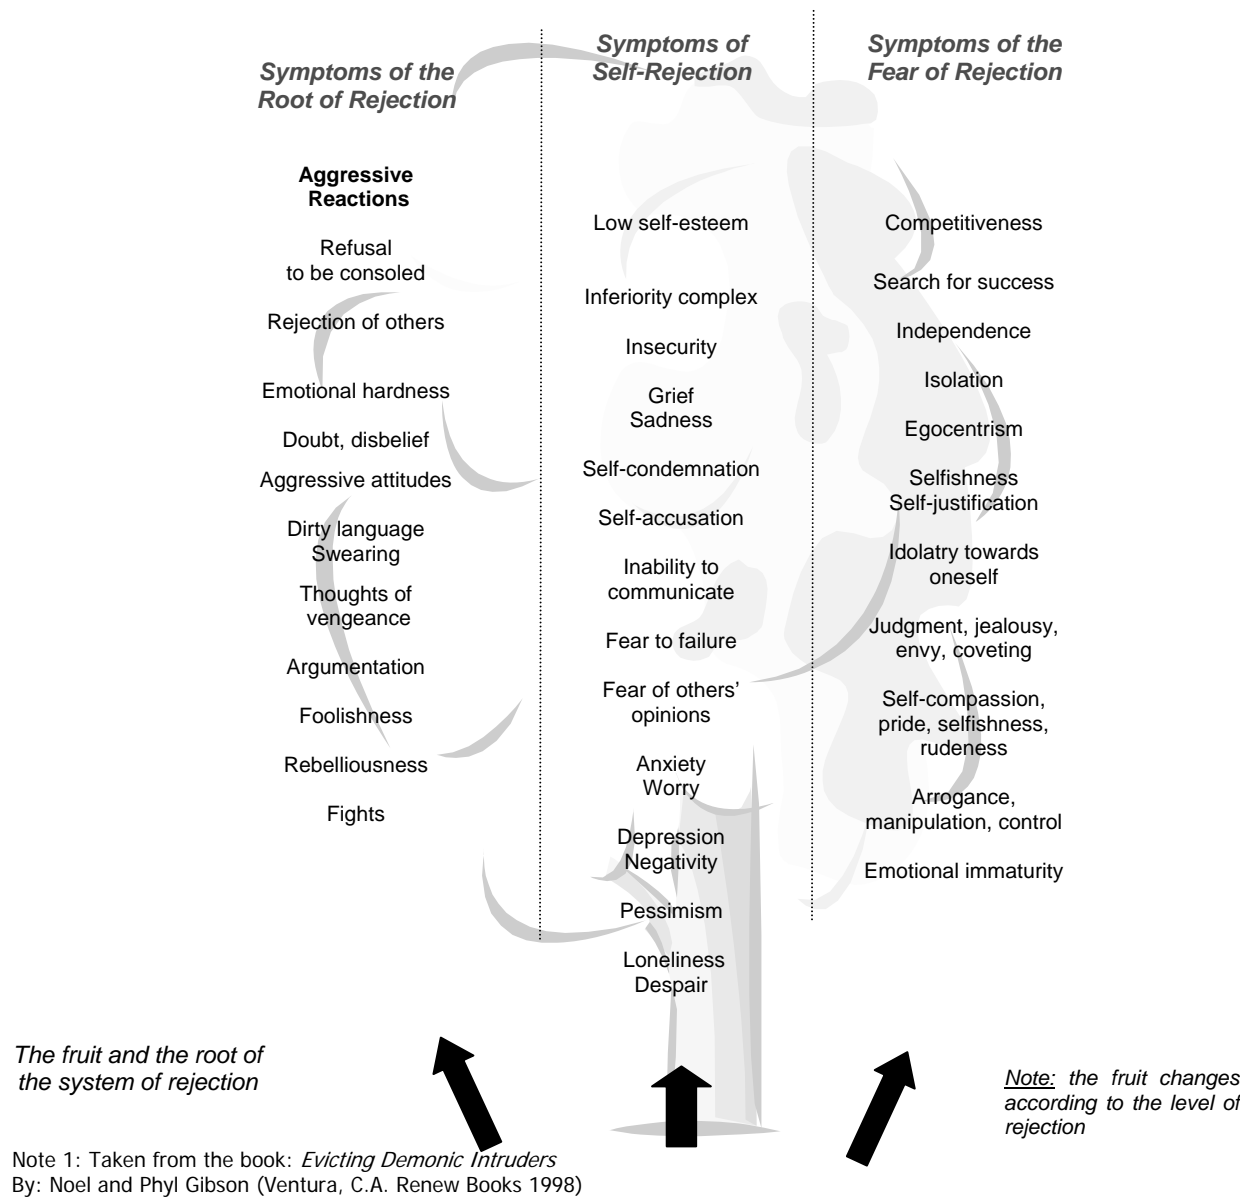 Symptoms of the
Root of Rejection
Aggressive
Reactions
Refusal
to be consoled
Rejection of others
Emotional hardness
Doubt, disbelief
Aggressive attitudes
Dirty language
Swearing
Thoughts of
vengeance
Argumentation
Foolishness
Rebelliousness
Fights
Symptoms of
Self-Rejection
Low self-esteem
Inferiority complex
Insecurity
Grief
Sadness
Self-condemnation
Self-accusation
Inability to
communicate
Fear to failure
Fear of others’
opinions
Anxiety
Worry
Depression
Negativity
Pessimism
Loneliness
Despair
Symptoms of the
Fear of Rejection
Competitiveness
Search for success
Independence
Isolation
Egocentrism
Selfishness
Self-justification
Idolatry towards
oneself
Judgment, jealousy,
envy, coveting
Self-compassion,
pride, selfishness,
rudeness
Arrogance,
manipulation, control
Emotional immaturity
The fruit and the root of
the system of rejection
Note: the fruit changes
according to the level of
rejection
Note 1: Taken from the book: Evicting Demonic Intruders
By: Noel and Phyl Gibson (Ventura, C.A. Renew Books 1998)